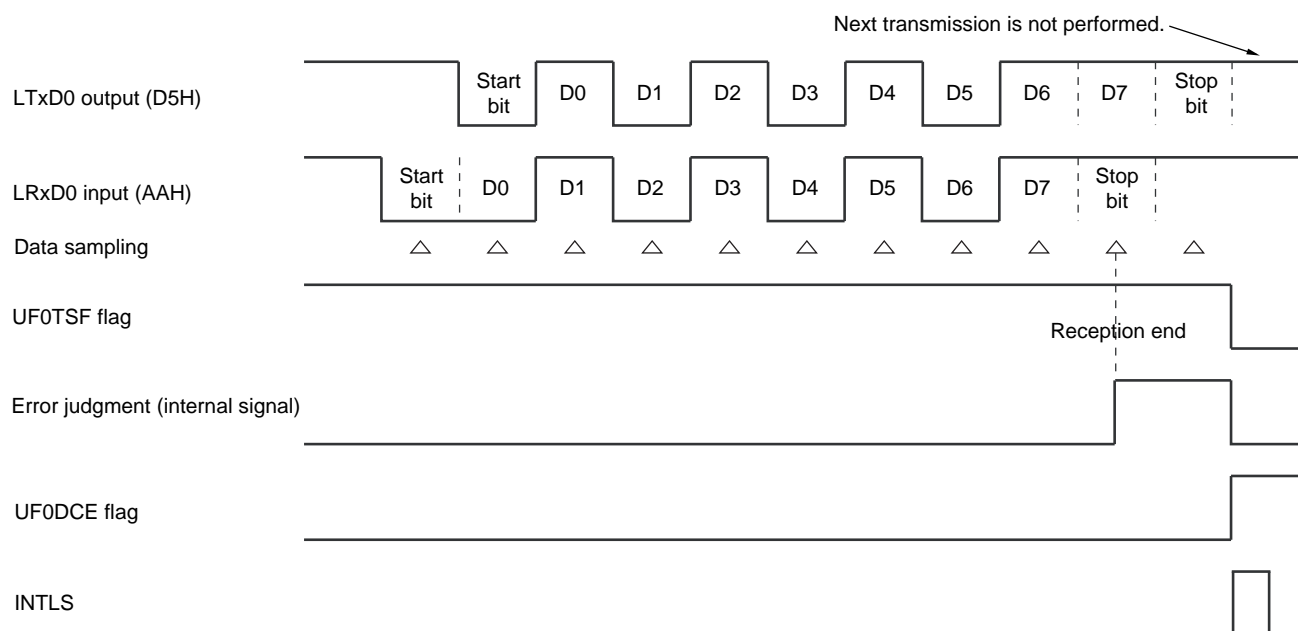 Next transmission is not performed.
LTxD0 output (D5H)
Start bit D0 D1 D2 D3 D4 D5 D6 D7 Stop bit
LRxD0 input (AAH)
Start bit D0 D1 D2 D3 D4 D5 D6 D7 Stop bit
Data sampling
UF0TSF flag
Reception end
Error judgment (internal signal)
UF0DCE flag
INTLS